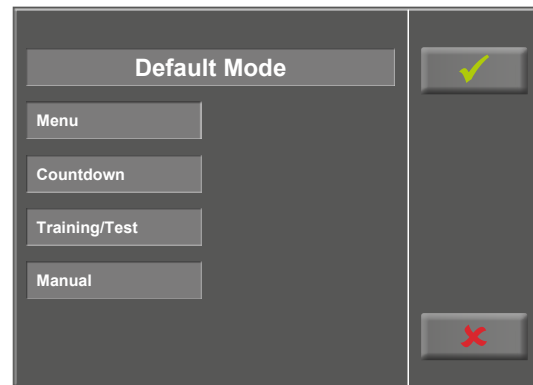 Default Mode
Menu
Countdown
Training/Test
Manual